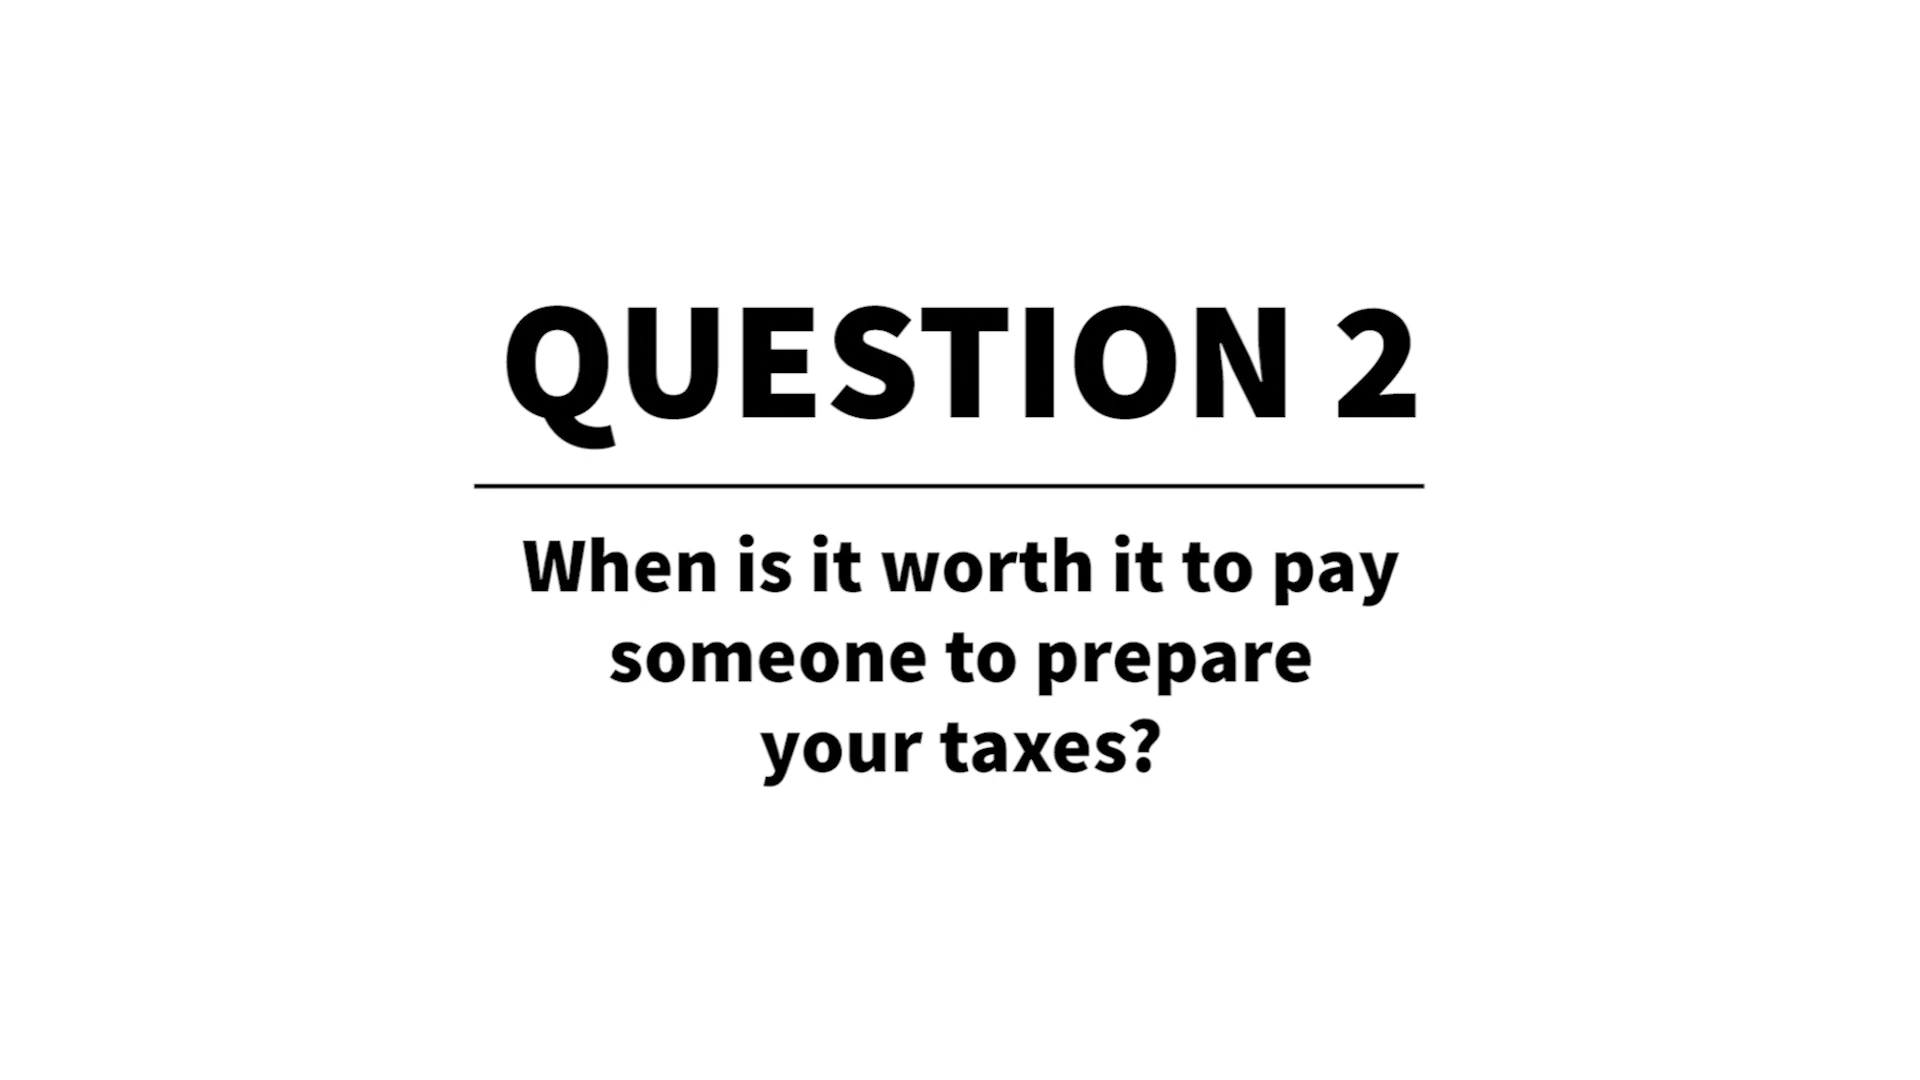 QUESTION 2
When is it worth it to pay
someone to prepare
your taxes?